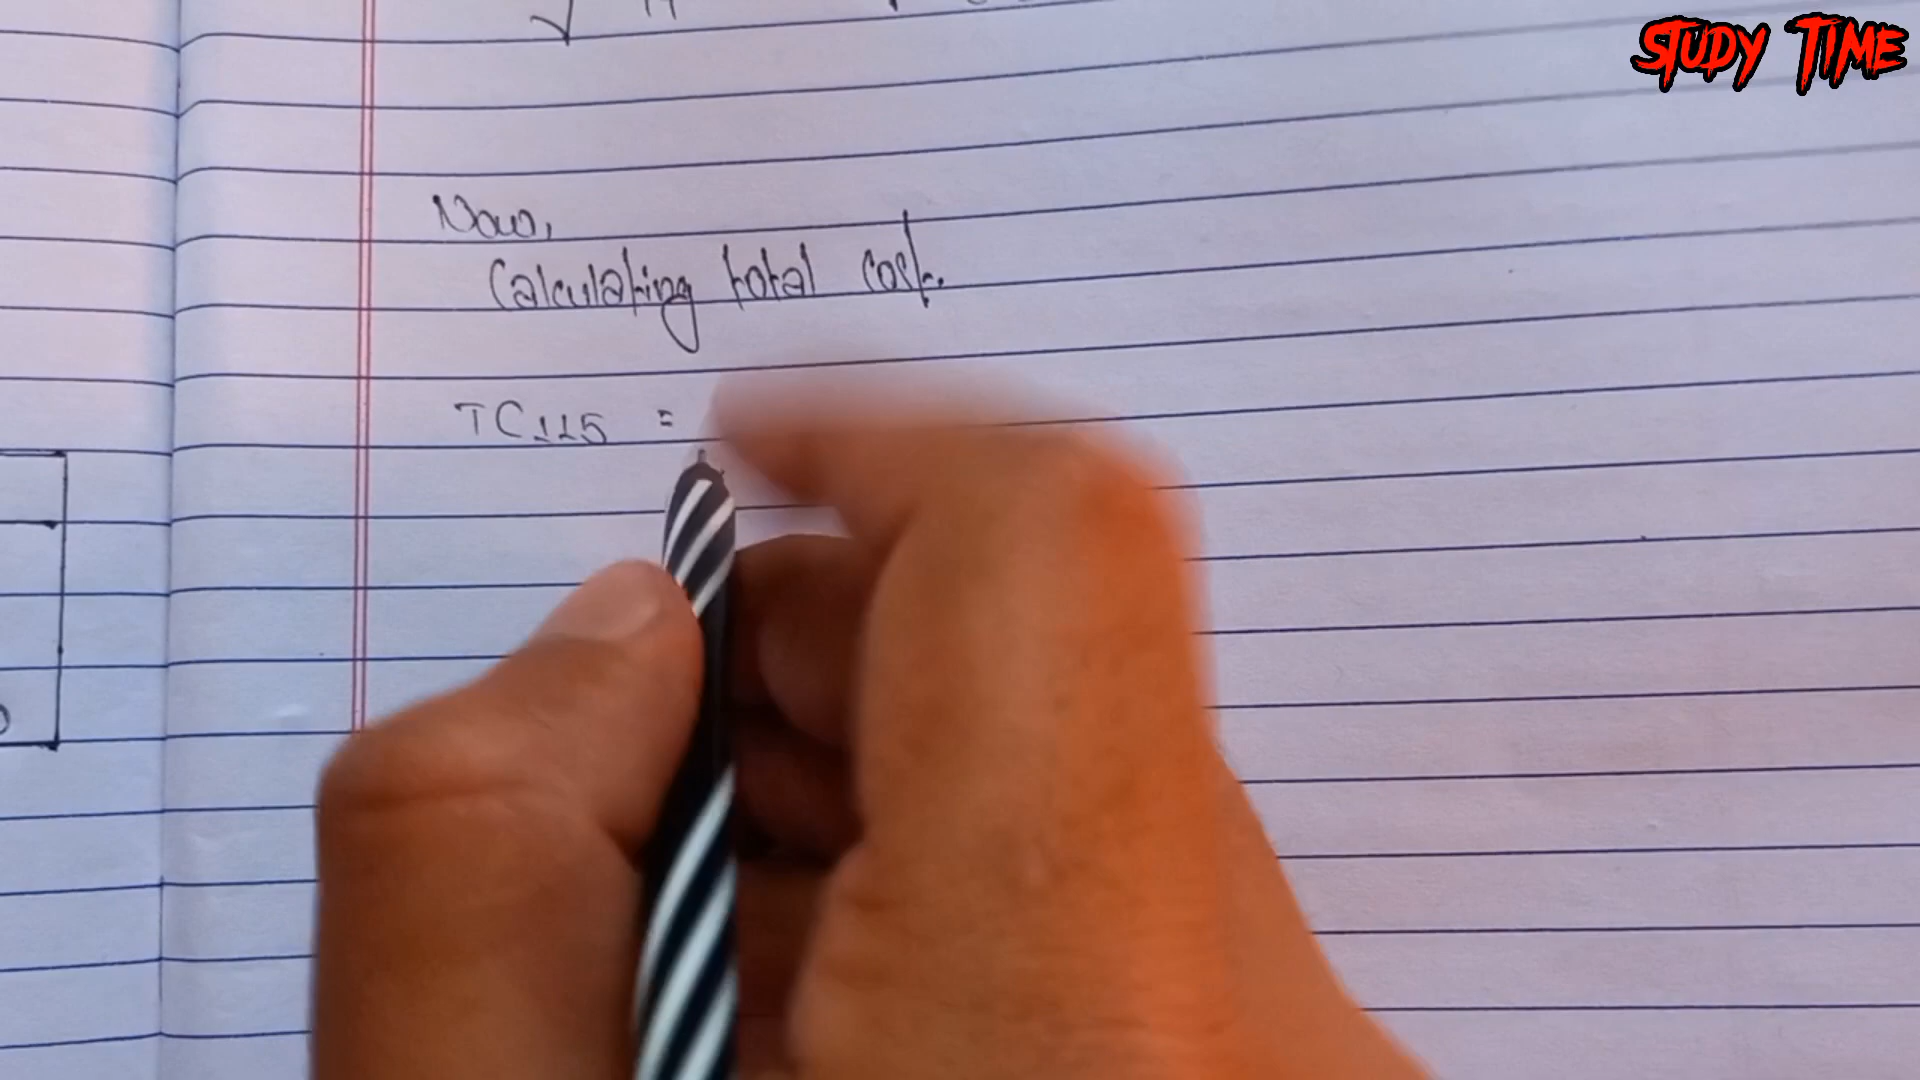 STUDY TIME
Now,
Calculating total cost.
TC115 =